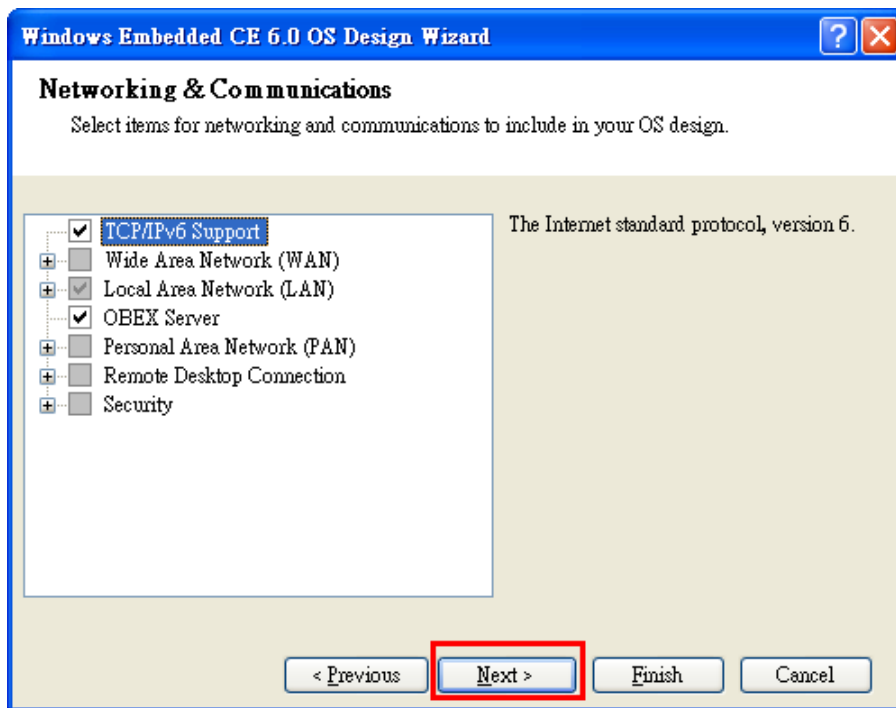 Windows Embedded CE 6.0 OS Design Wizard
Networking & Communications
Select items for networking and communications to include in your OS design.
TCP/IPv6 Support
Wide Area Network (WAN)
Local Area Network (LAN)
OBEX Server
Personal Area Network (PAN)
Remote Desktop Connection
Security
The Internet standard protocol, version 6.
< Previous
Next >
Finish
Cancel